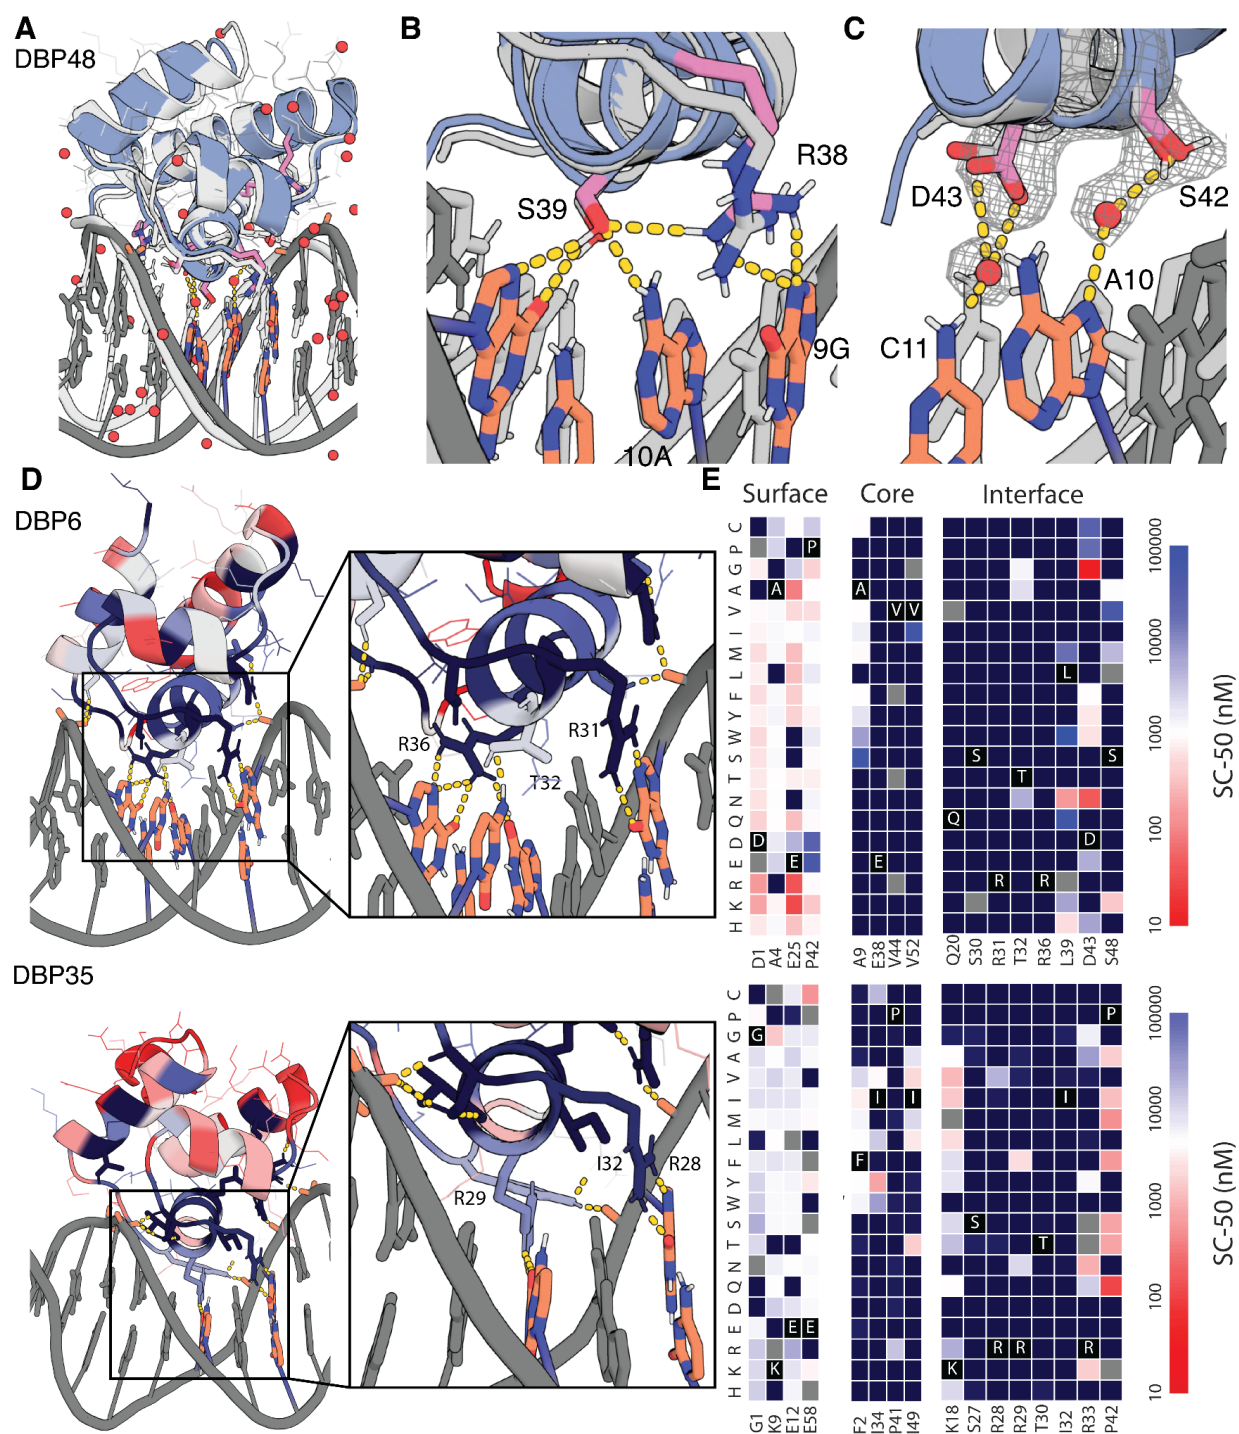 A
DBP48
B
R38
S39
9G
10A
C
D43
S42
A10
C11
D
DBP6
R36
R31
T32
E
Surface Core Interface
C
P
G
A
V
I
M
L
F
Y
W
S
T
N
Q
D
E
R
K
H
P
A A
V V
L
S S
T
Q
D D
E E
R R
D1 A4 E25 P42 A9 E38 V44 V52 Q20 S30 R31 T32 R36 L39 D43 S48
100000
10000
1000
100
10
SC-50 (nM)
DBP35
I32
R28
R29
C
P
G
A
V
I
M
L
F
Y
W
S
T
N
Q
D
E
R
K
H
P P
G
I I I
F
S
T
E E
R R R
K K
G1 K9 E12 E58 F2 I34 P41 I49 K18 S27 R28 R29 T30 I32 R33 P42
100000
10000
1000
100
10
SC-50 (nM)